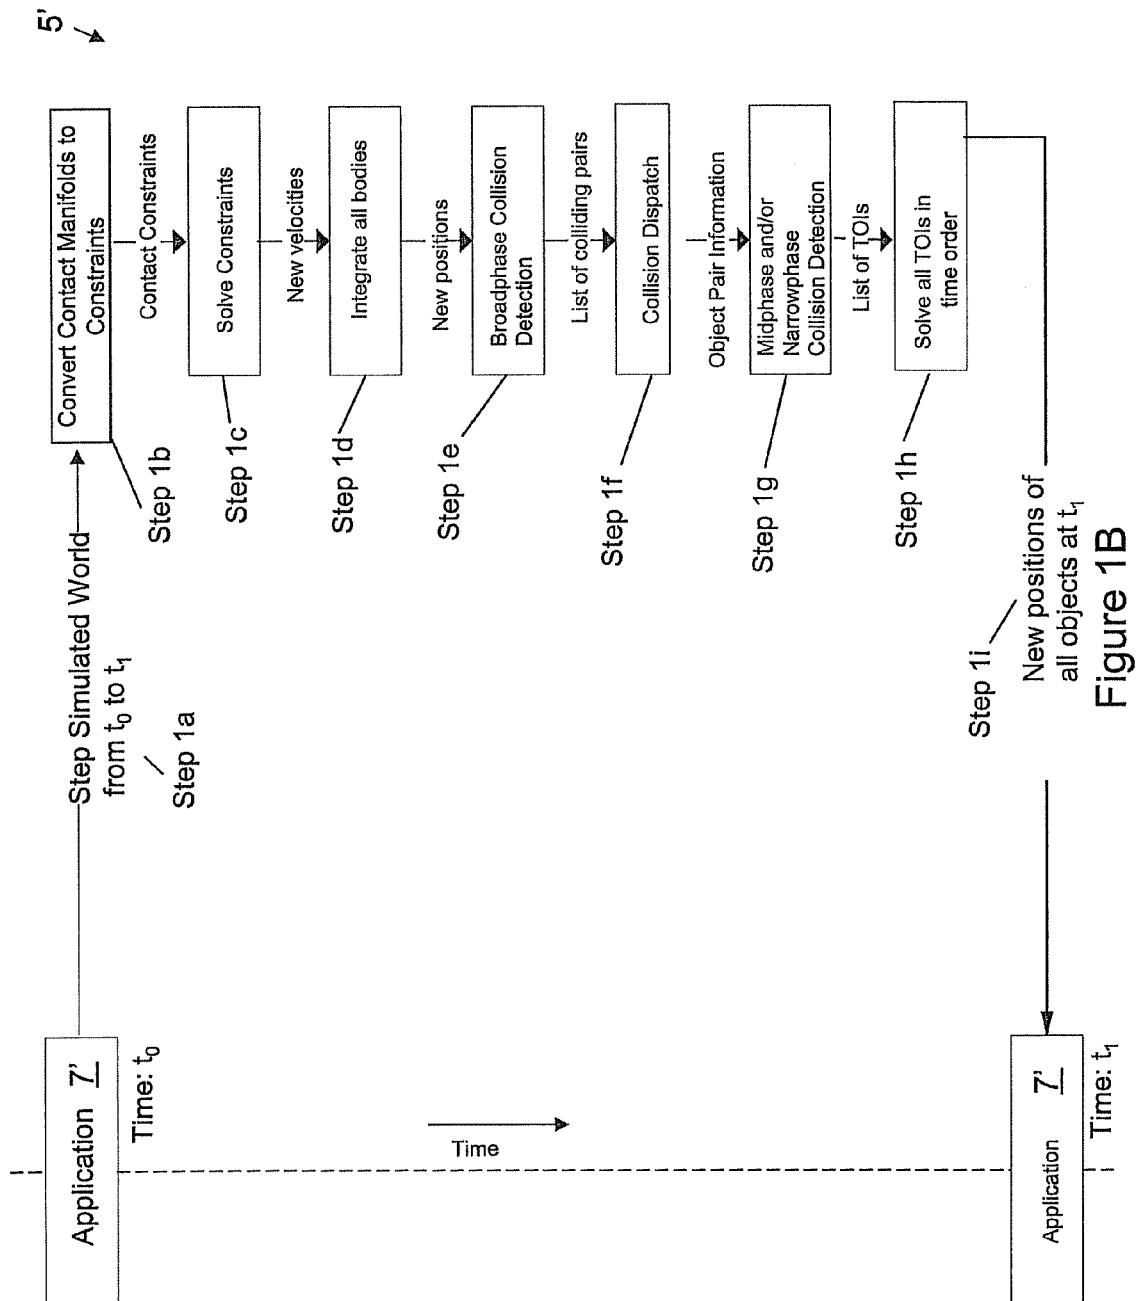 5'
Application 7'
Time: t0
Step Simulated World
from t0 to t1
Step 1a
Convert Contact Manifolds to
Constraints
Step 1b
Contact Constraints
Solve Constraints
Step 1c
New velocities
Integrate all bodies
Step 1d
New positions
Broadphase Collision
Detection
Step 1e
List of colliding pairs
Collision Dispatch
Step 1f
Object Pair Information
Midphase and/or
Narrowphase
Collision Detection
Step 1g
List of TOIs
Solve all TOIs in
time order
Step 1h
Time
Step 1i
New positions of
all objects at t1
Application 7'
Time: t1
Figure 1B